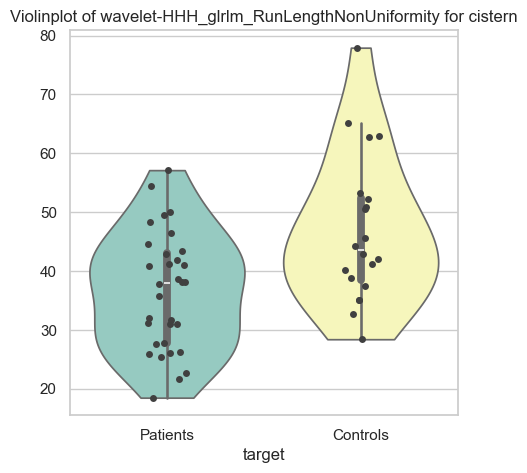 Violinplot of wavelet-HHH_glrlm_RunLengthNonUniformity for cistern
80
70
60
50
40
30
20
Patients
Controls
target